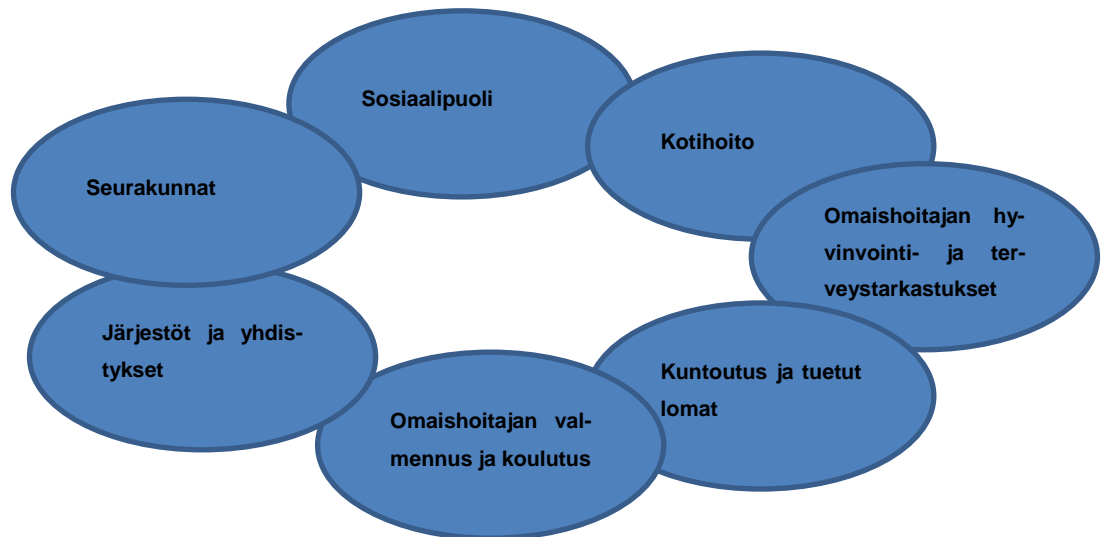 Sosiaalipuoli
Kotihoito
Seurakunnat
Omaishoitajan hy-
vinvointi- ja ter-
veystarkastukset
Järjestöt ja yhdis-
tykset
Kuntoutus ja tuetut
lomat
Omaishoitajan val-
mennus ja koulutus